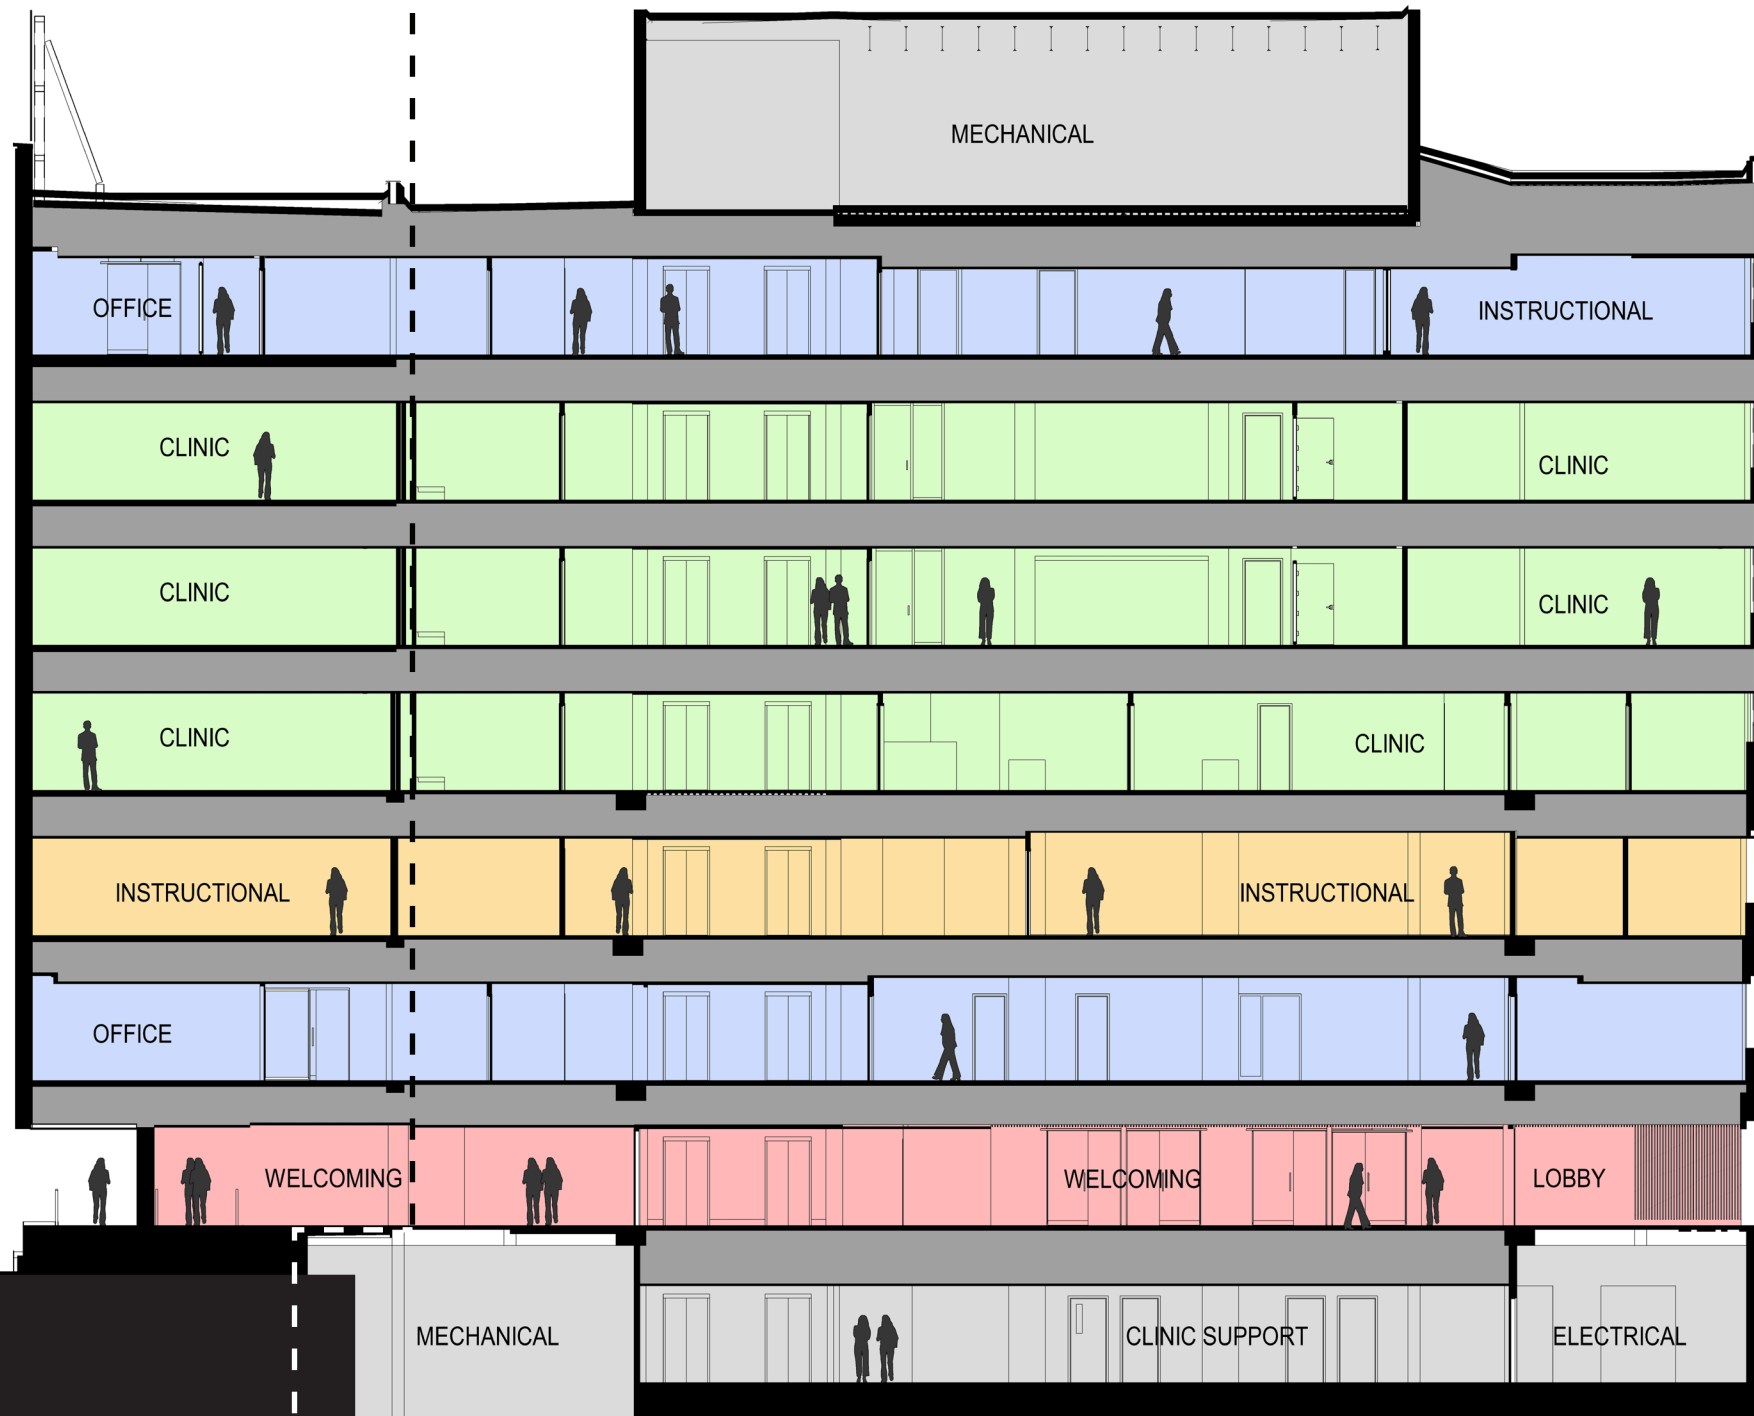 MECHANICAL
OFFICE
INSTRUCTIONAL
CLINIC
CLINIC
CLINIC
CLINIC
CLINIC
CLINIC
INSTRUCTIONAL
INSTRUCTIONAL
OFFICE
WELCOMING
WELCOMING
LOBBY
MECHANICAL
CLINIC SUPPORT
ELECTRICAL